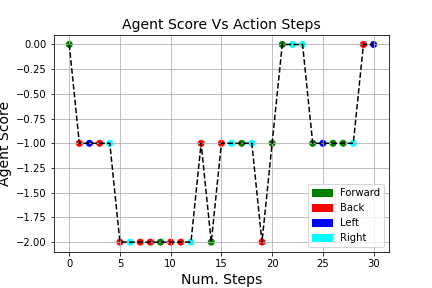 Agent Score Vs Action Steps
0.00
−0.25
−0.50
−0.75
−1.00
−1.25
−1.50
−1.75
−2.00
Agent Score
Forward
Back
Left
Right
0 5 10 15 20 25 30
Num. Steps